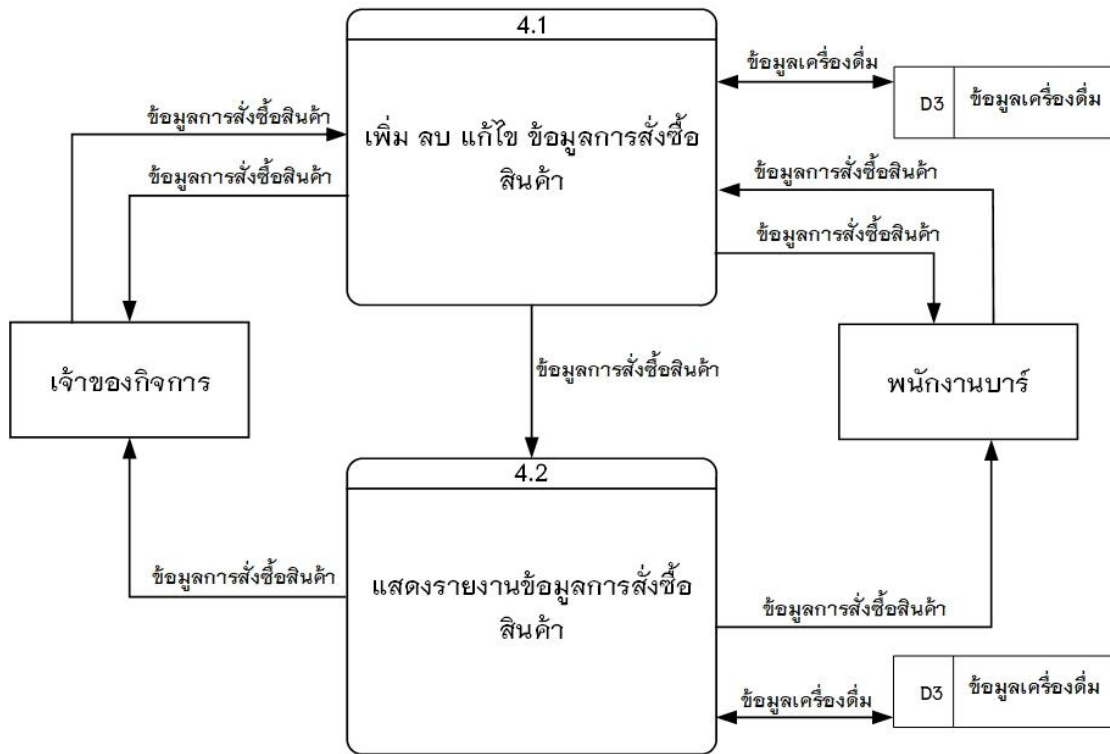 4.1
ข้อมูลเครื่องดื่ม
D3
ข้อมูลเครื่องดื่ม
ข้อมูลการสั่งซื้อสินค้า
เพิ่ม ลบ แก้ไข ข้อมูลการสั่งซื้อ
สินค้า
ข้อมูลการสั่งซื้อสินค้า
ข้อมูลการสั่งซื้อสินค้า
ข้อมูลการสั่งซื้อสินค้า
เจ้าของกิจการ
ข้อมูลการสั่งซื้อสินค้า
พนักงานบาร์
4.2
ข้อมูลการสั่งซื้อสินค้า
แสดงรายงานข้อมูลการสั่งซื้อ
สินค้า
ข้อมูลการสั่งซื้อสินค้า
ข้อมูลเครื่องดื่ม
D3
ข้อมูลเครื่องดื่ม